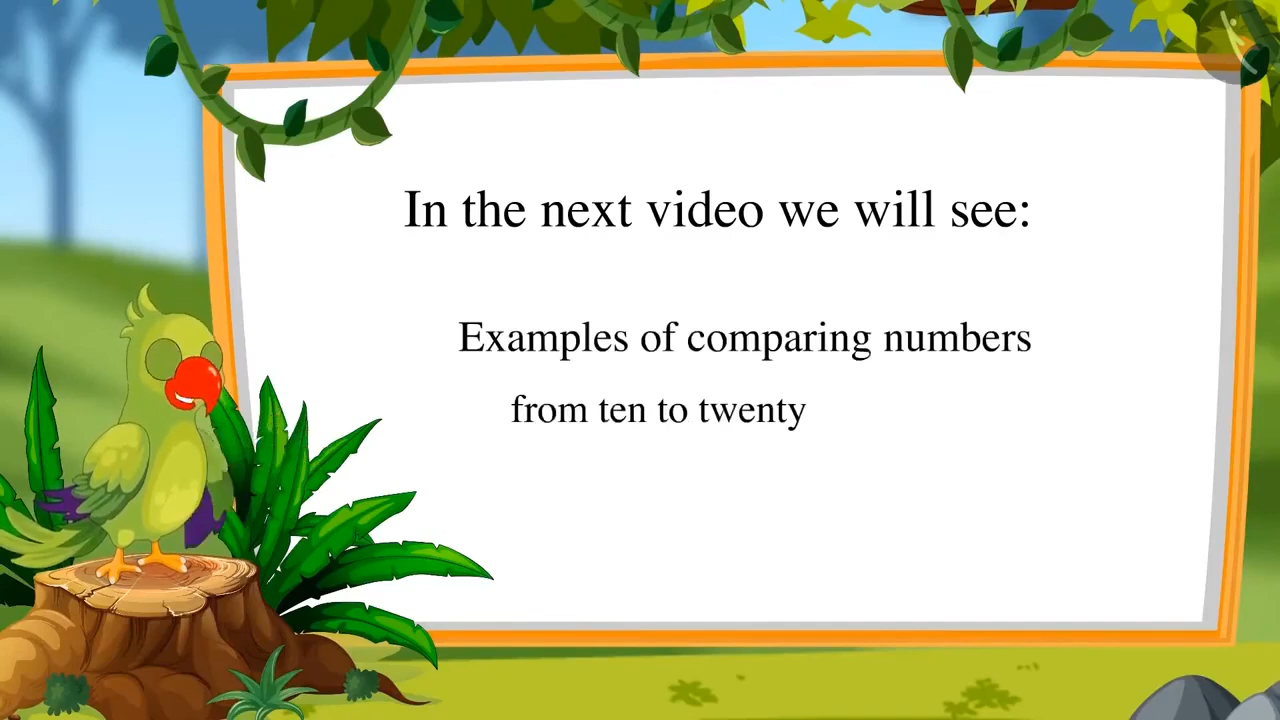 In the next video we will see:
Examples of comparing numbers
from ten to twenty